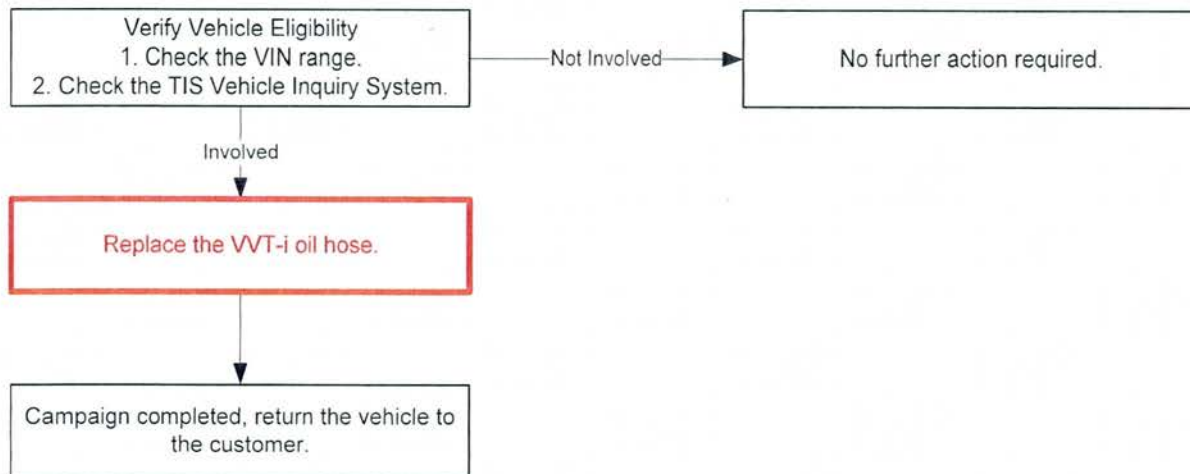 Verify Vehicle Eligibility
1. Check the VIN range.
2. Check the TIS Vehicle Inquiry System.
Not Involved
No further action required.
Involved
Replace the VVT-i oil hose.
Campaign completed, return the vehicle to
the customer.